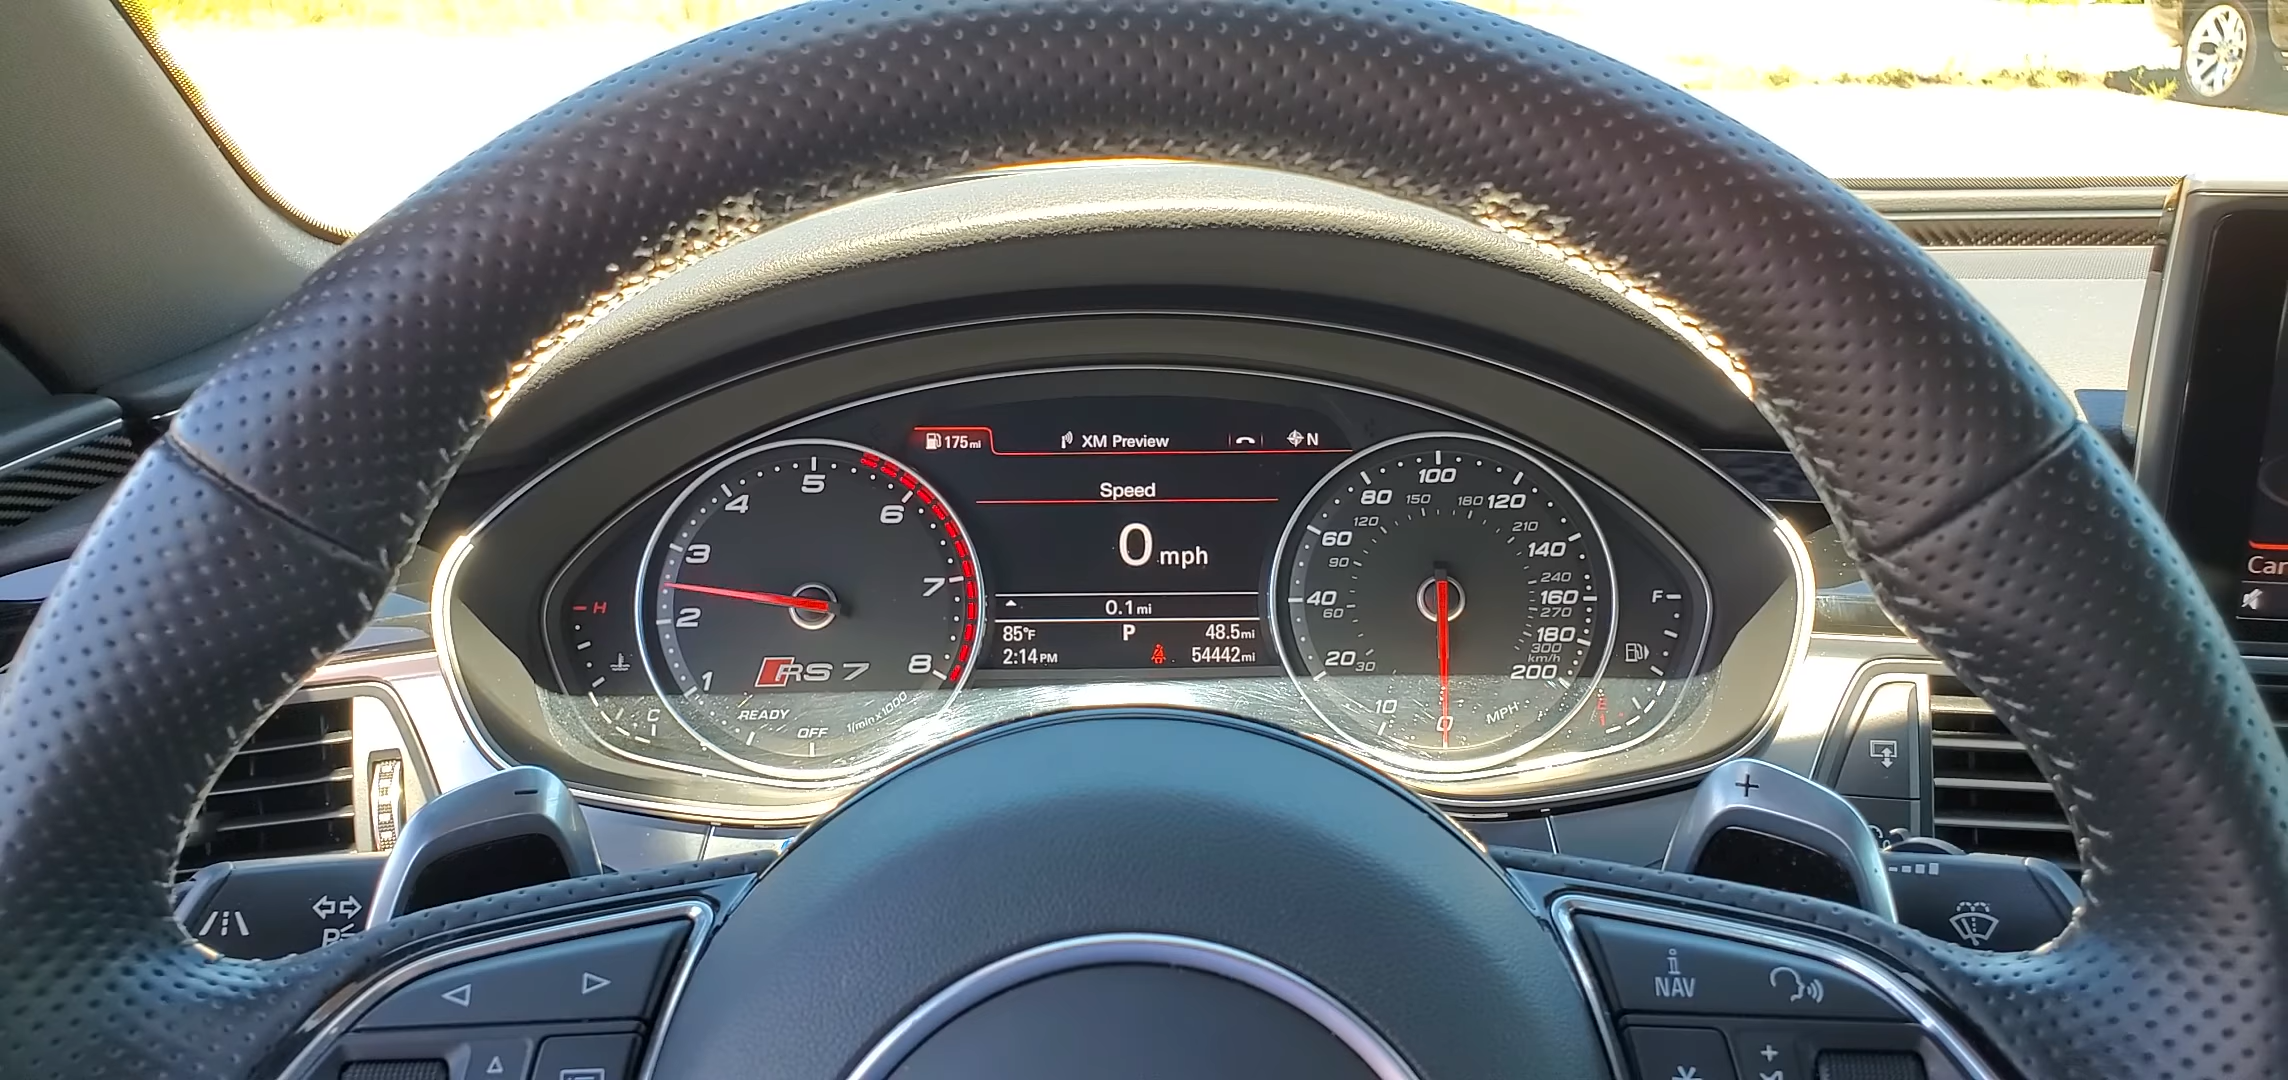 175mi
XM Preview
N
Speed
0 mph
0.1 mi
85°F
P
48.5mi
2:14PM
54442mi
H
C
1
2
3
4
5
6
7
8
RS 7
READY
OFF
1/min x 1000
0
10
20
40
60
80
100
120
140
160
180
200
30
60
90
120
150
180
210
240
270
300
km/h
MPH
F
Car
-
+
P
NAV
+